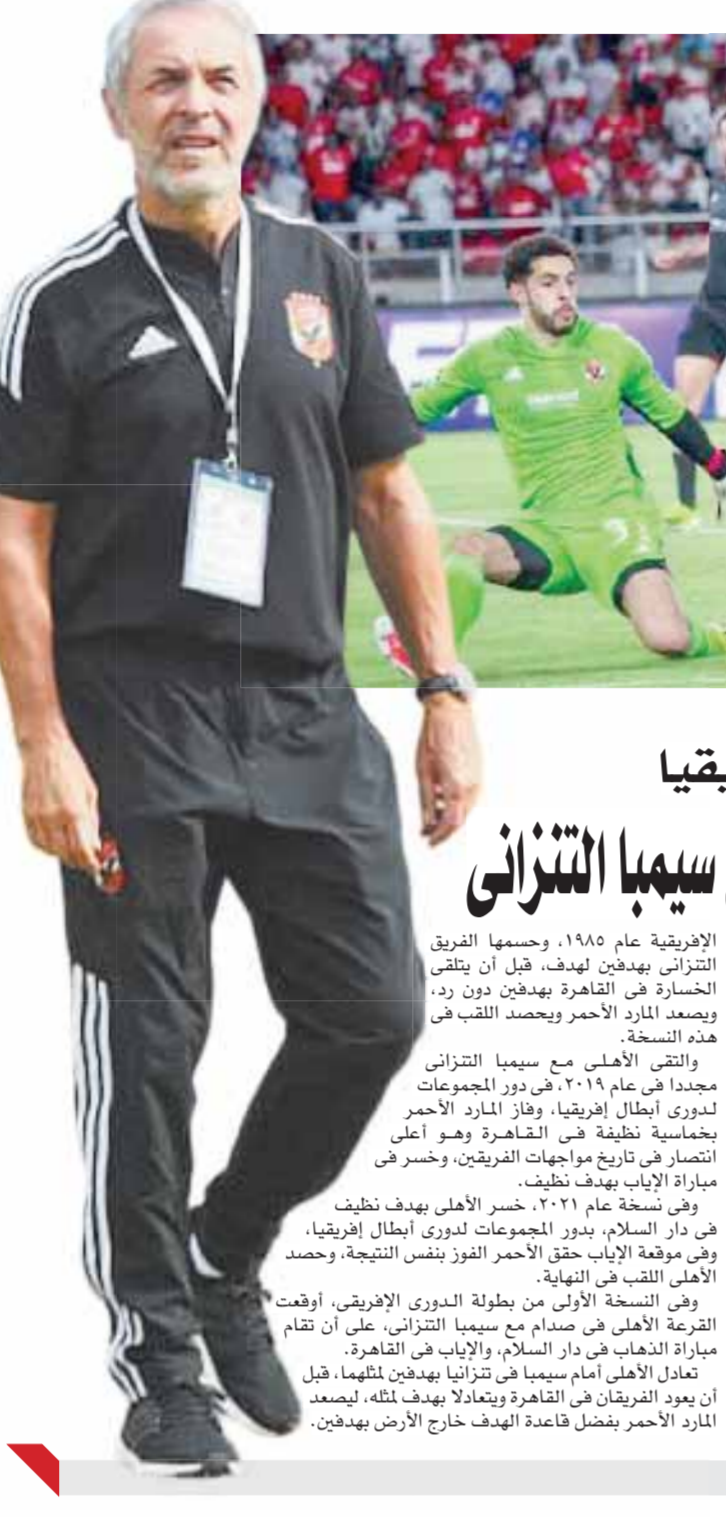 سيمبا التنزانى
الإفريقية عام ١٩٨٥، وحسمها الفريق
التنزانى بهدفين لهدف، قبل أن يتلقى
الخسارة فى القاهرة بهدفين دون رد،
ويصعد المارد الأحمر ويحصد اللقب فى
هذه النسخة.
والتقى الأهلى مع سيمبا التنزانى
مجددا فى عام ٢٠١٩، فى دور المجموعات
لدورى أبطال إفريقيا، وفاز المارد الأحمر
بخماسية نظيفة فى القاهرة وهو أعلى
انتصار فى تاريخ مواجهات الفريقين، وخسر فى
مباراة الإياب بهدف نظيف.
وفى نسخة عام ٢٠٢١، خسر الأهلى بهدف نظيف
فى دار السلام، بدور المجموعات لدورى أبطال إفريقيا،
وفى موقعة الإياب حقق الأحمر الفوز بنفس النتيجة، وحصد
الأهلى اللقب فى النهاية.
وفى النسخة الأولى من بطولة الدورى الإفريقى، أوقعت
القرعة الأهلى فى صدام مع سيمبا التنزانى، على أن تقام
مباراة الذهاب فى دار السلام، والإياب فى القاهرة.
تعادل الأهلى أمام سيمبا فى تنزانيا بهدفين لمثلهما، قبل
أن يعود الفريقان فى القاهرة ويتعادلا بهدف لمثله، ليصعد
المارد الأحمر بفضل قاعدة الهدف خارج الأرض بهدفين.